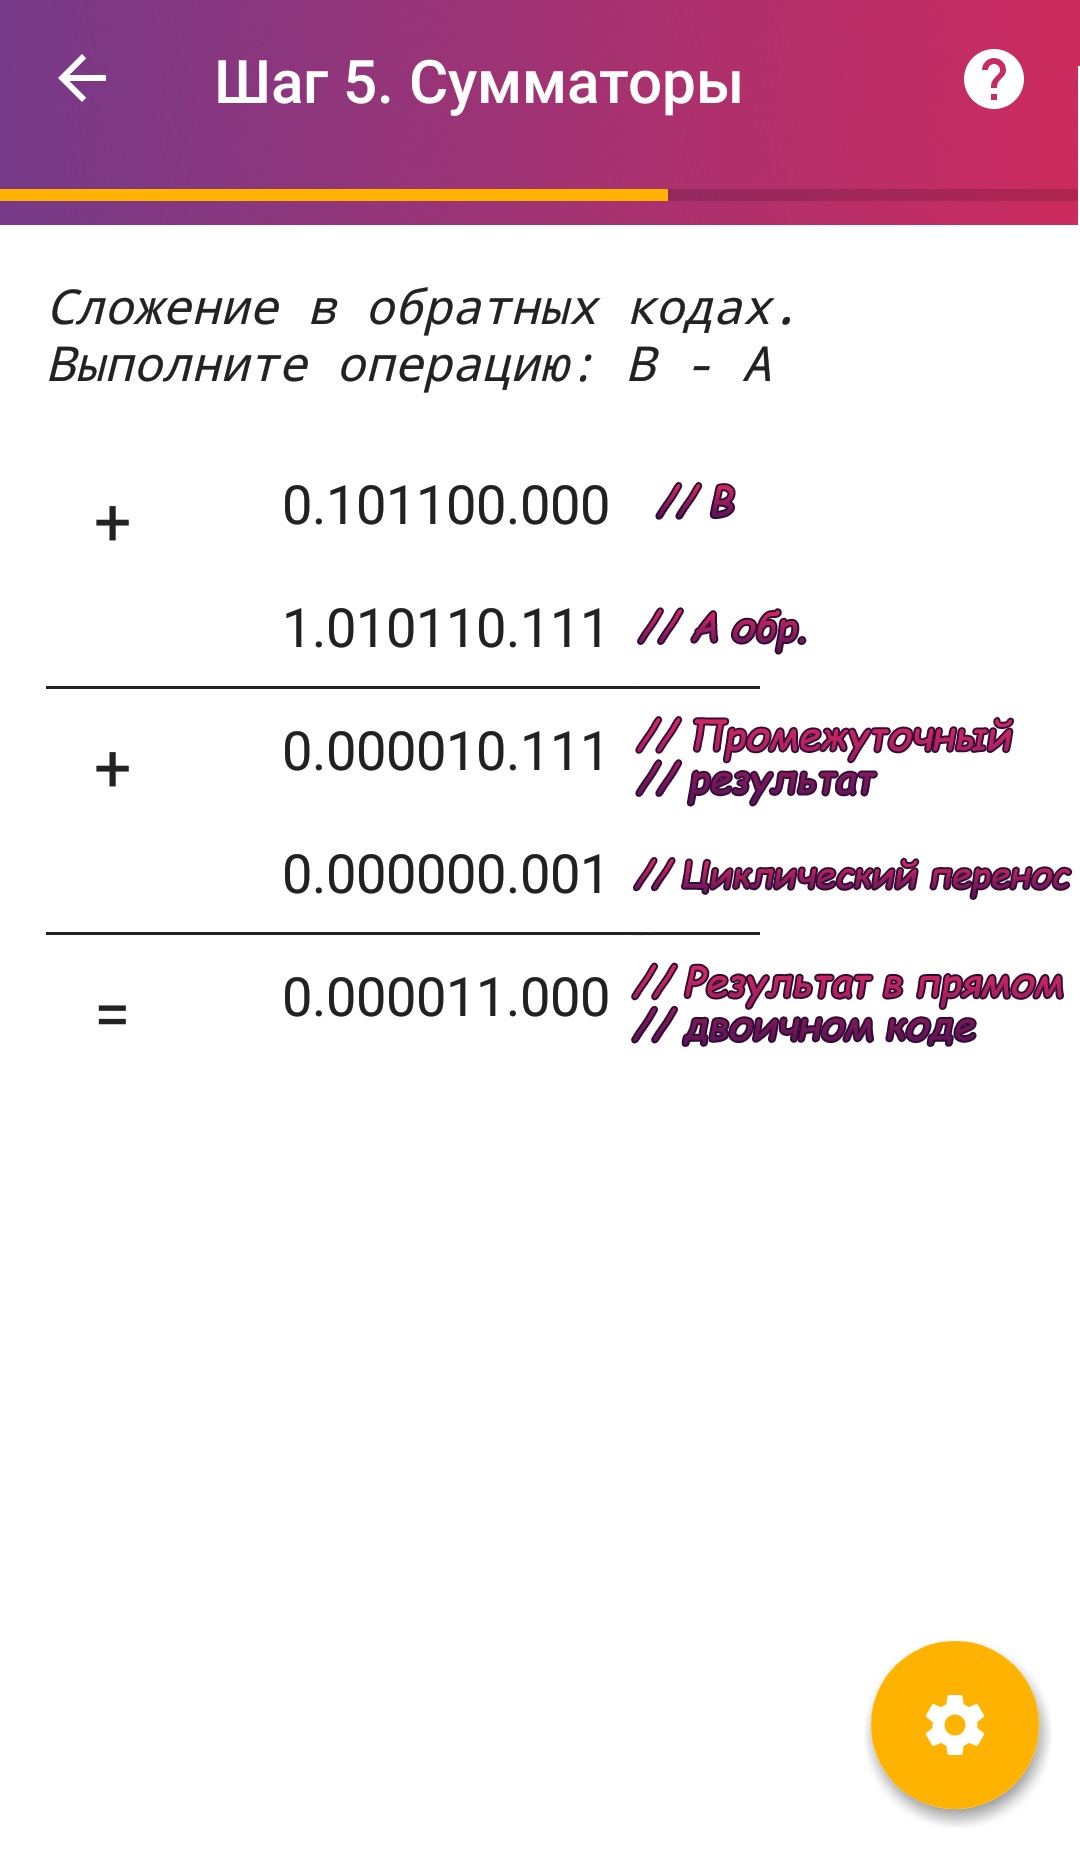 Шаг 5. Сумматоры
?
Сложение в обратных кодах.
Выполните операцию: B - A
+ 0.101100.000 // B
1.010110.111 // A обр.
+ 0.000010.111 // Промежуточный
// результат
0.000000.001 // Циклический перенос
= 0.000011.000 // Результат в прямом
// двоичном коде